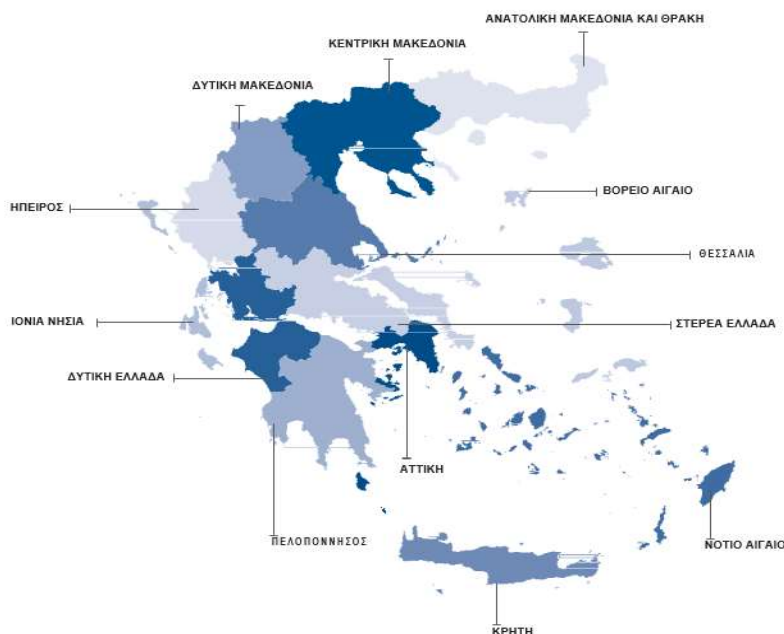 ΑΝΑΤΟΛΙΚΗ ΜΑΚΕΔΟΝΙΑ ΚΑΙ ΘΡΑΚΗ
ΚΕΝΤΡΙΚΗ ΜΑΚΕΔΟΝΙΑ
ΔΥΤΙΚΗ ΜΑΚΕΔΟΝΙΑ
ΒΟΡΕΙΟ ΑΙΓΑΙΟ
ΗΠΕΙΡΟΣ
ΘΕΣΣΑΛΙΑ
ΙΟΝΙΑ ΝΗΣΙΑ
ΣΤΕΡΕΑ ΕΛΛΑΔΑ
ΔΥΤΙΚΗ ΕΛΛΑΔΑ
ΑΤΤΙΚΗ
ΠΕΛΟΠΟΝΝΗΣΟΣ
ΝΟΤΙΟ ΑΙΓΑΙΟ
ΚΡΗΤΗ